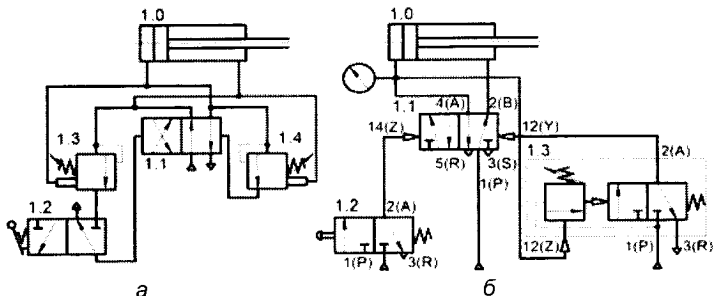 1.0
1.3
1.1
1.4
1.2
а
1.0
1.1
4(A)
2(B)
14(Z)
12(Y)
5(R)
3(S)
1(P)
1.3
2(A)
1.2
2(A)
1(P)
3(R)
12(Z)
1(P)
3(R)
б